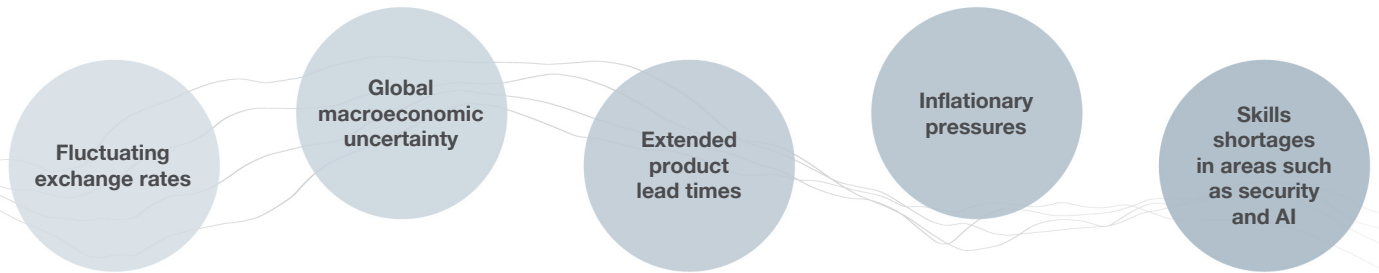 Fluctuating
exchange rates
Global
macroeconomic
uncertainty
Extended
product
lead times
Inflationary
pressures
Skills
shortages
in areas such
as security
and AI